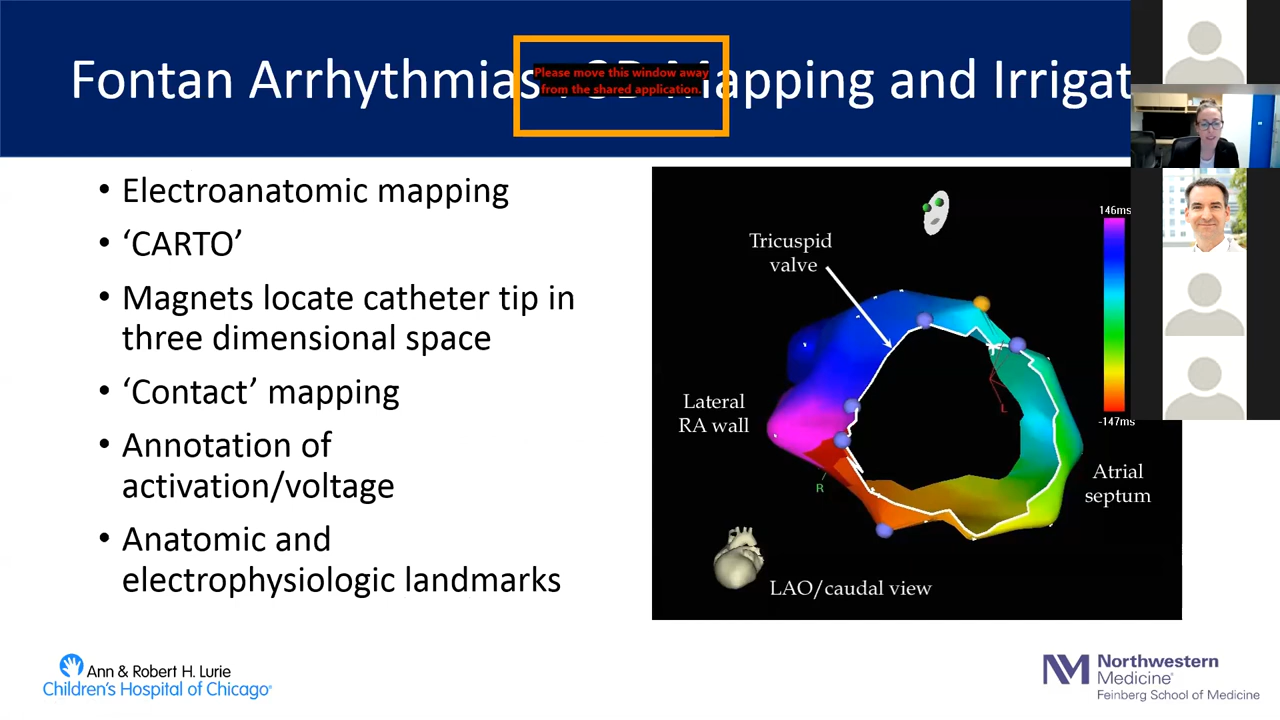 Fontan Arrhythmias Mapping and Irrigat
Please move this window away
from the shared application.
• Electroanatomic mapping
• ‘CARTO’
• Magnets locate catheter tip in
three dimensional space
• ‘Contact’ mapping
• Annotation of
activation/voltage
• Anatomic and
electrophysiologic landmarks
Tricuspid
valve
Lateral
RA wall
Atrial
septum
LAO/caudal view
146ms
-147ms
R
L
Ann & Robert H. Lurie
Children's Hospital of Chicago®
NM
Northwestern
Medicine®
Feinberg School of Medicine